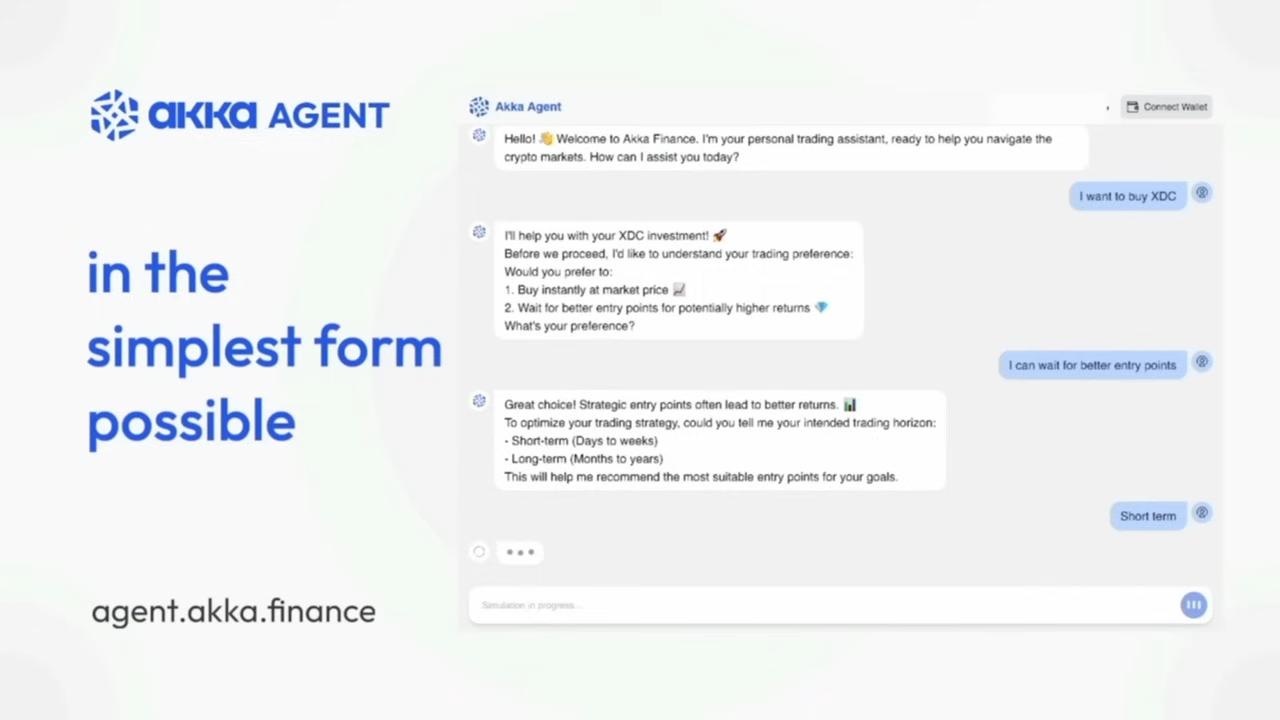 akka AGENT
in the
simplest form
possible
agent.akka.finance
Akka Agent
Connect Wallet
Hello! 👋 Welcome to Akka Finance. I'm your personal trading assistant, ready to help you navigate the
crypto markets. How can I assist you today?
I want to buy XDC
I'll help you with your XDC investment! 🚀
Before we proceed, I'd like to understand your trading preference:
Would you prefer to:
1. Buy instantly at market price 📈
2. Wait for better entry points for potentially higher returns 💎
What's your preference?
I can wait for better entry points
Great choice! Strategic entry points often lead to better returns. 📊
To optimize your trading strategy, could you tell me your intended trading horizon:
- Short-term (Days to weeks)
- Long-term (Months to years)
This will help me recommend the most suitable entry points for your goals.
Short term
Simulation in progress...